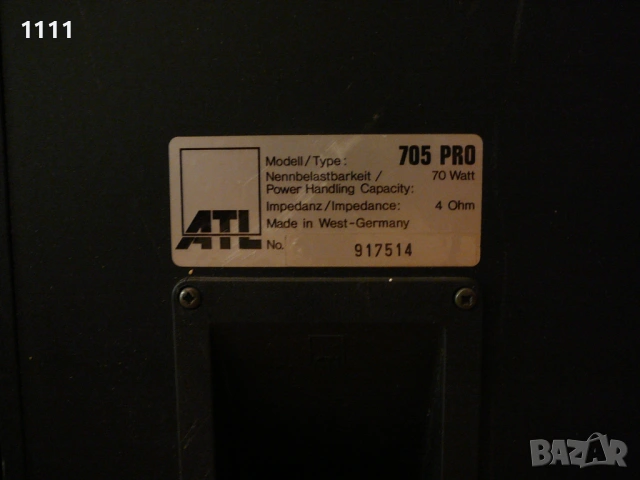 1111
ATL
Modell/Type: 705 PRO
Nennbelastbarkeit / 70 Watt
Power Handling Capacity:
Impedanz/Impedance: 4 Ohm
Made in West-Germany
No. 917514
BAZAR